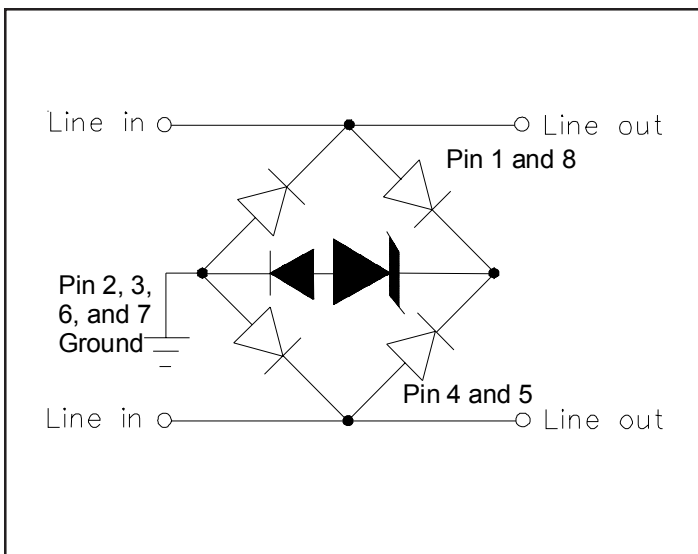 Line in
Line out
Pin 1 and 8
Pin 2, 3,
6, and 7
Ground
Pin 4 and 5
Line in
Line out